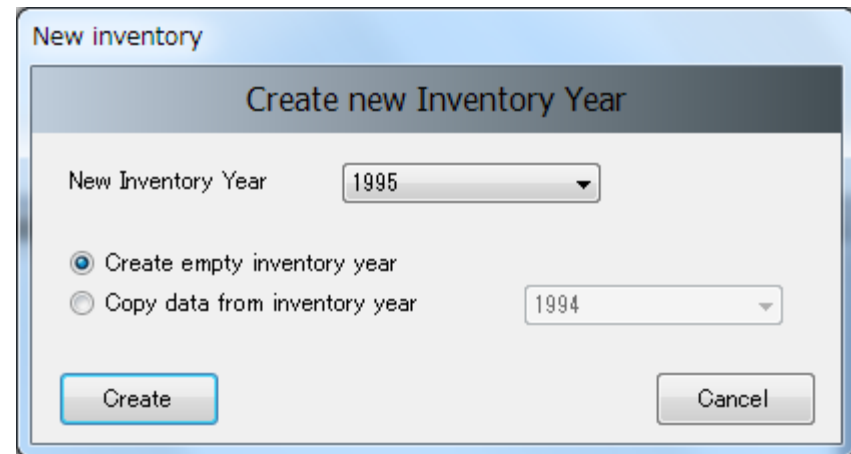 New inventory
Create new Inventory Year
New Inventory Year 1995
Create empty inventory year
Copy data from inventory year 1994
Create Cancel